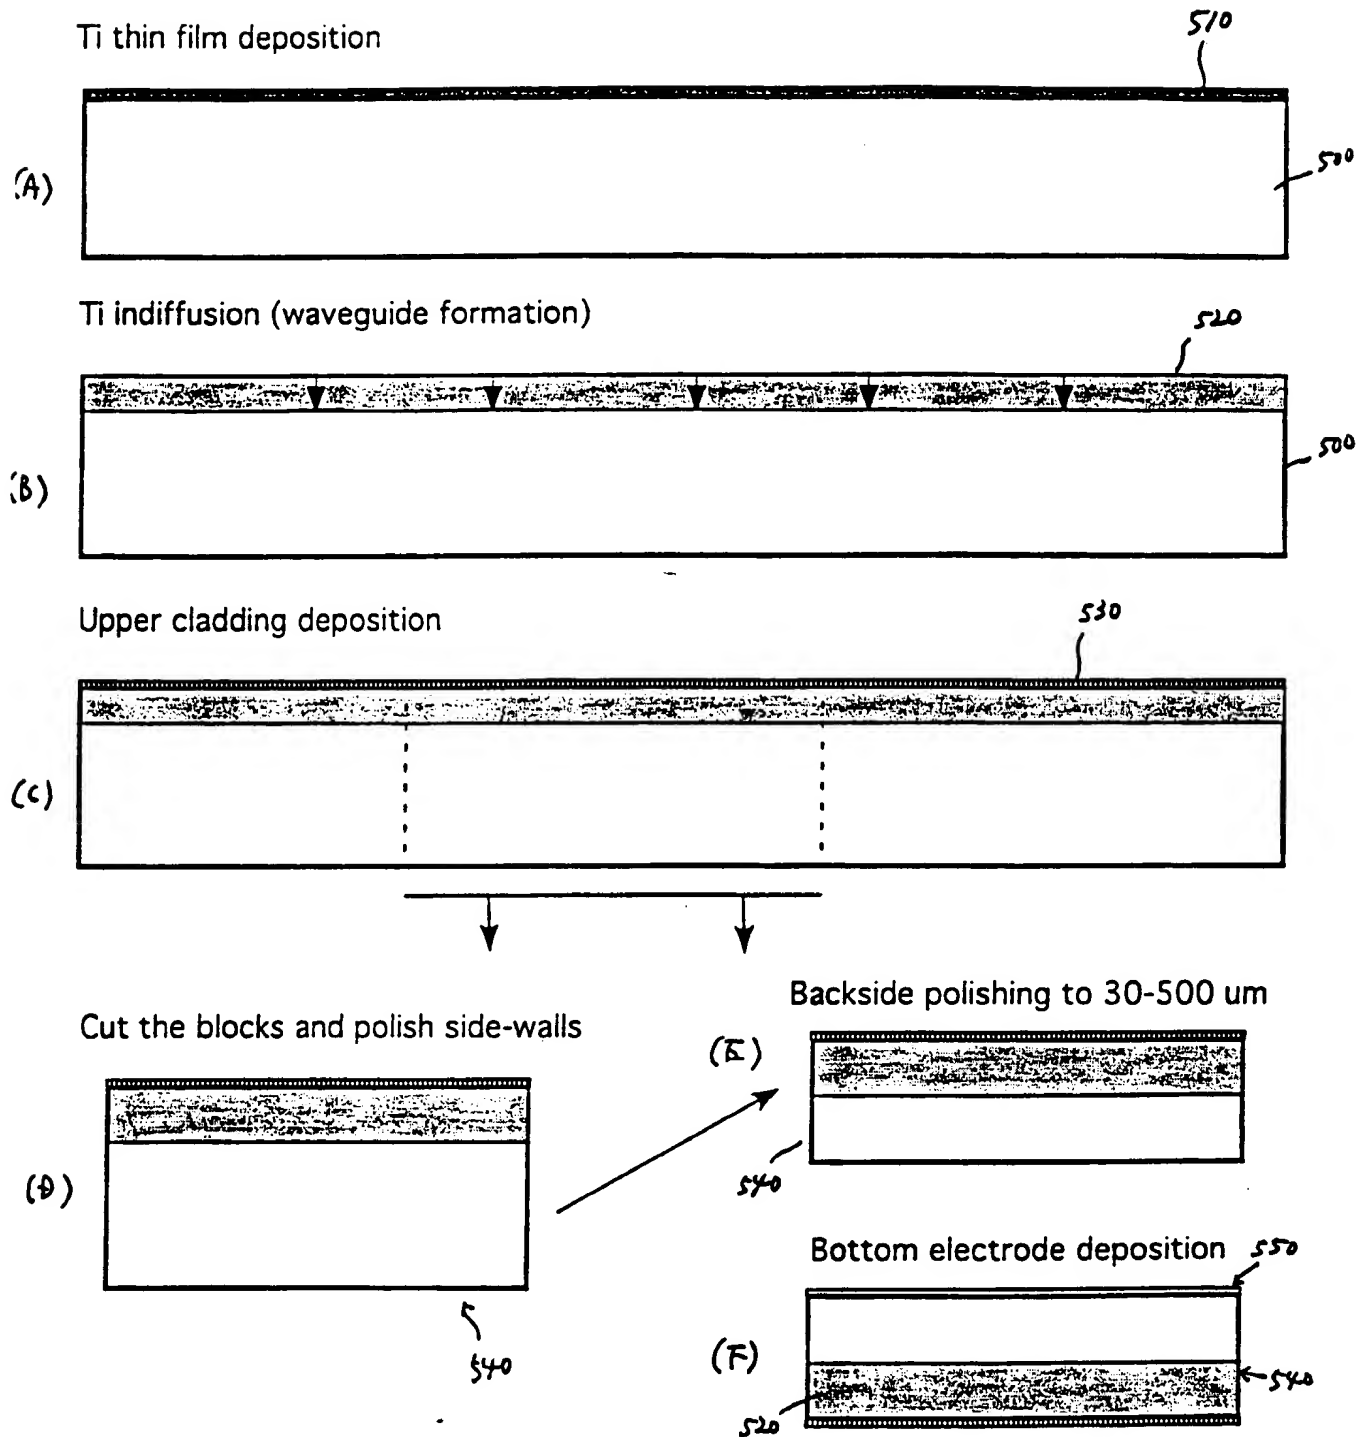 Ti thin film deposition
510
(A)
500
Ti indiffusion (waveguide formation)
520
(B)
500
Upper cladding deposition
530
(C)
Cut the blocks and polish side-walls
(D)
540
Backside polishing to 30-500 um
(E)
540
Bottom electrode deposition
550
(F)
540
520